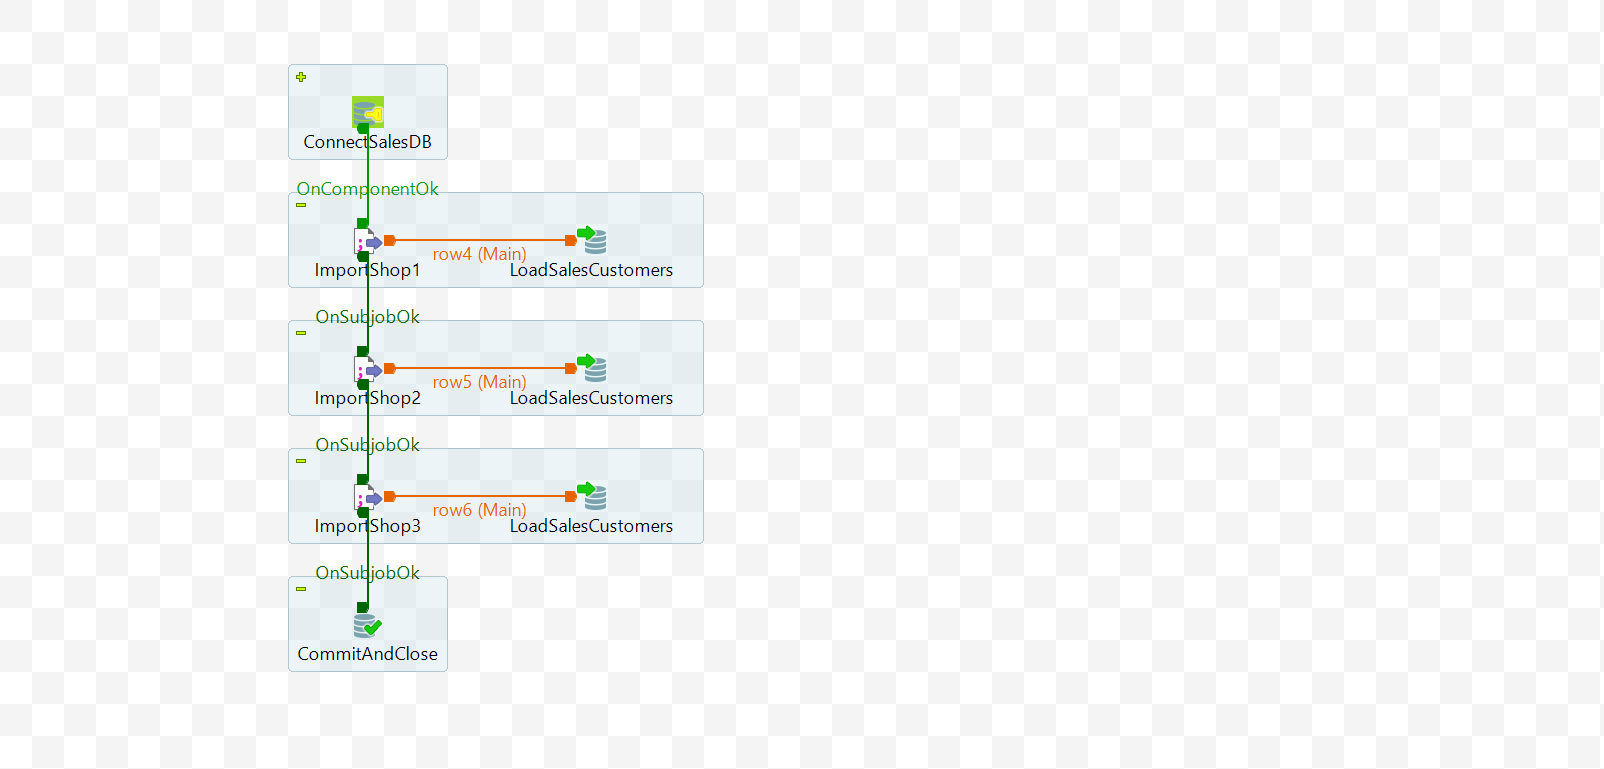 ConnectSalesDB
OnComponentOk
row4 (Main)
ImportShop1 LoadSalesCustomers
OnSubjobOk
row5 (Main)
ImportShop2 LoadSalesCustomers
OnSubjobOk
row6 (Main)
ImportShop3 LoadSalesCustomers
OnSubjobOk
CommitAndClose